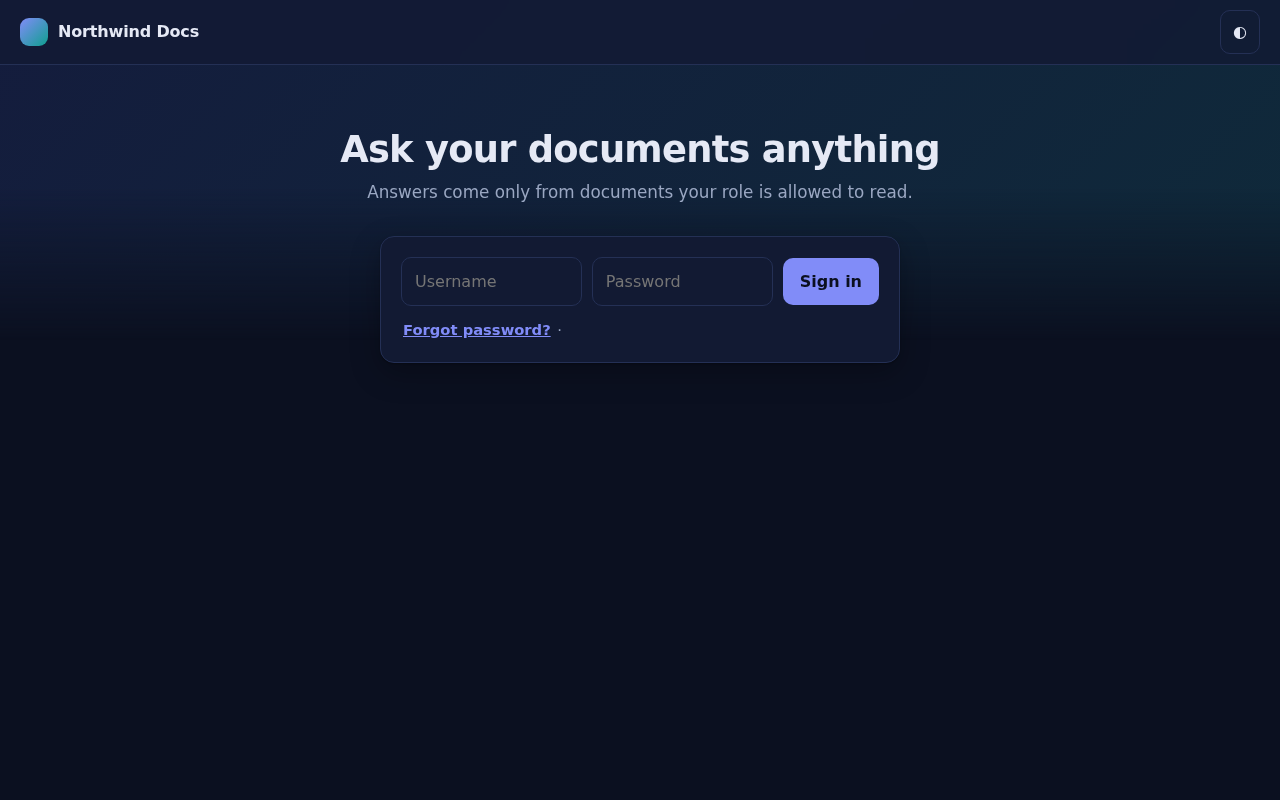 Northwind Docs
Ask your documents anything
Answers come only from documents your role is allowed to read.
Username
Password
Sign in
Forgot password? ·